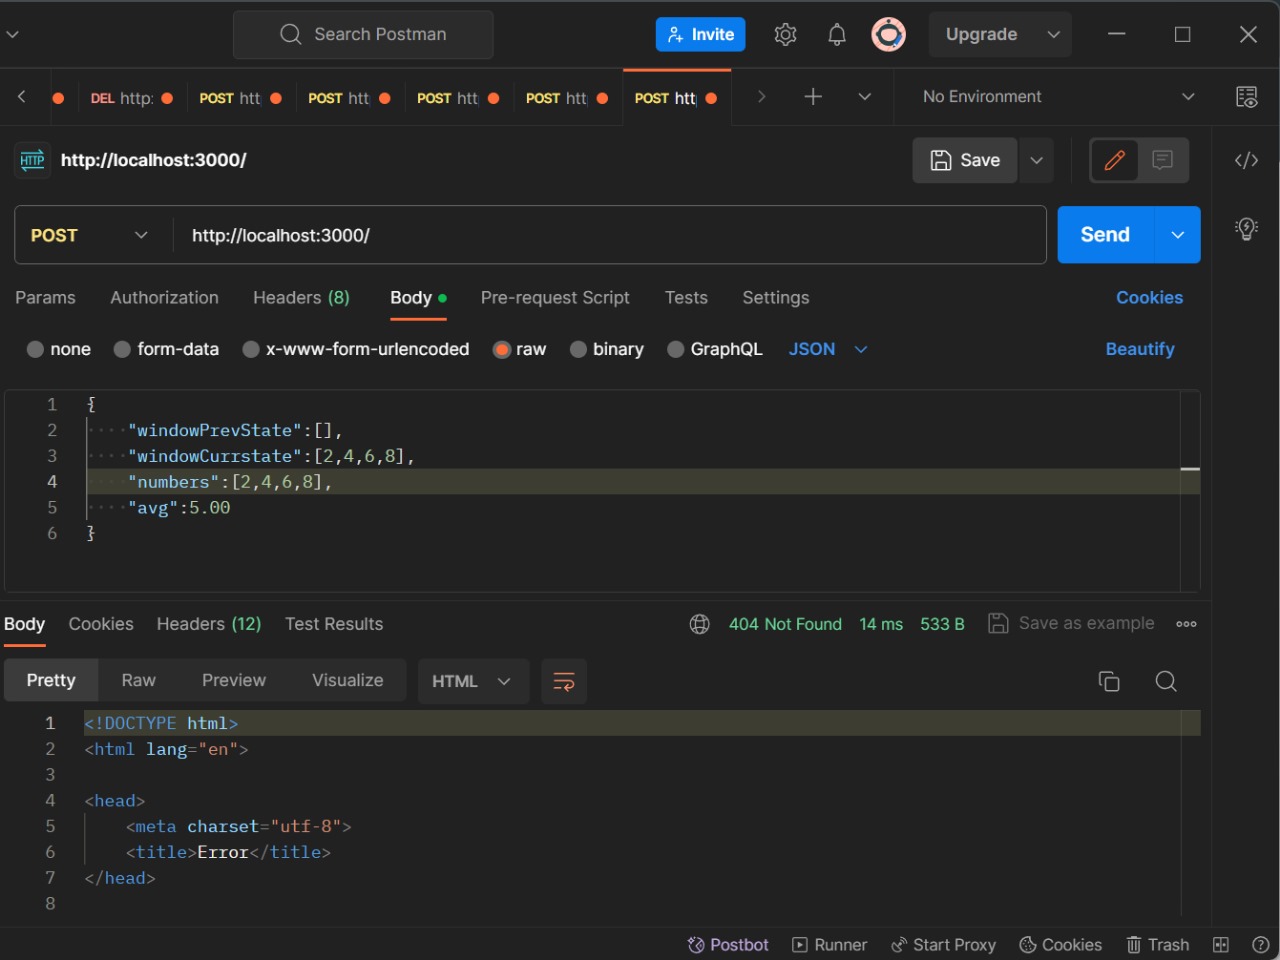 Search Postman
Invite
Upgrade
DEL http:
POST htt
POST htt
POST htt
POST htt
POST htt
No Environment
HTTP
http://localhost:3000/
Save
POST
http://localhost:3000/
Send
Params
Authorization
Headers (8)
Body
Pre-request Script
Tests
Settings
Cookies
none
form-data
x-www-form-urlencoded
raw
binary
GraphQL
JSON
Beautify
1 {
2 "windowPrevState":[],
3 "windowCurrstate":[2,4,6,8],
4 "numbers":[2,4,6,8],
5 "avg":5.00
6 }
Body
Cookies
Headers (12)
Test Results
404 Not Found
14 ms
533 B
Save as example
Pretty
Raw
Preview
Visualize
HTML
1 <!DOCTYPE html>
2 <html lang="en">
3
4 <head>
5 <meta charset="utf-8">
6 <title>Error</title>
7 </head>
8
Postbot
Runner
Start Proxy
Cookies
Trash